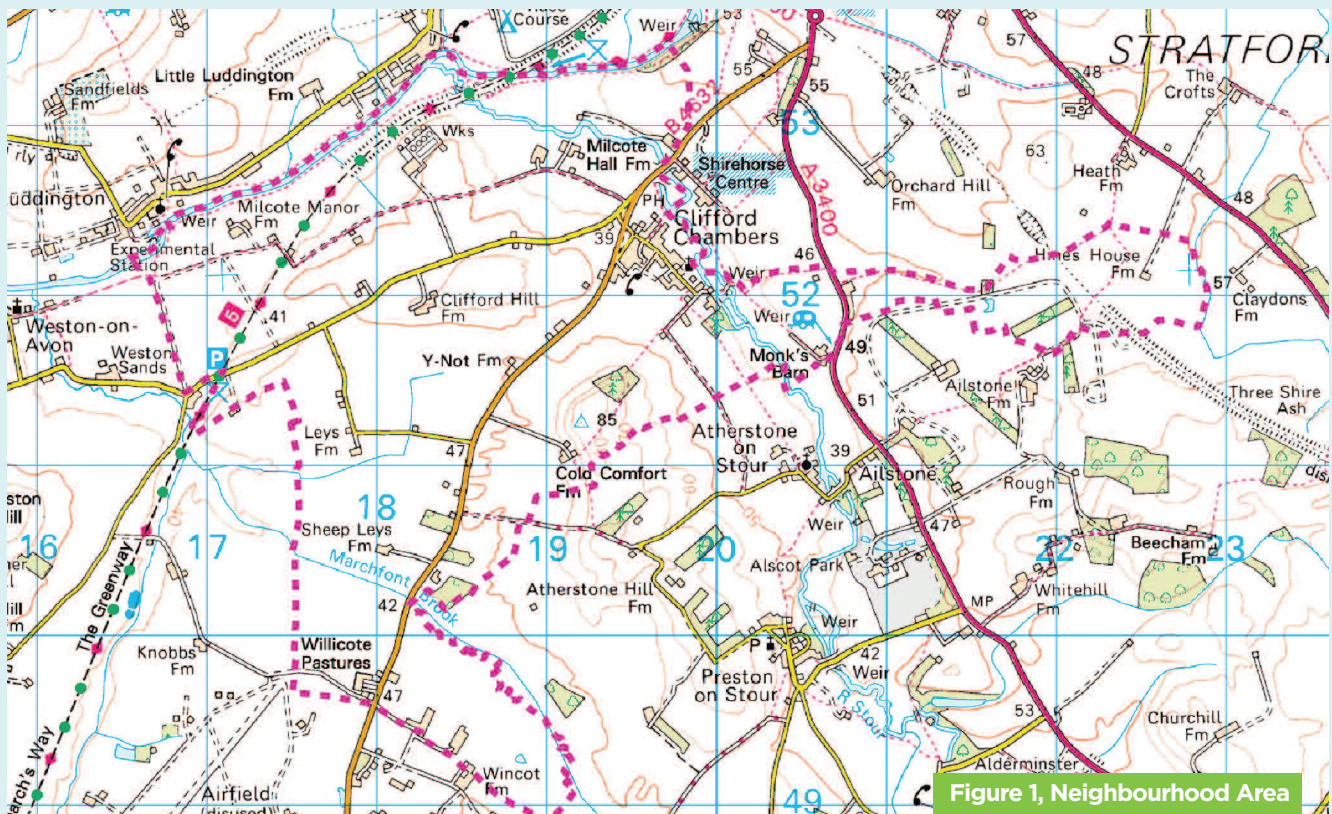 Race
Course
Weir
53
57
STRATFOR
55
48
The
Crofts
Little Luddington
Fm
Sandfields
Fm
55
B4632
53
Wks
Milcote
Hall Fm
Shirehorse
Centre
63
Heath
Fm
A3400
Orchard Hill
Fm
48
uddington
Weir
Milcote Manor
Fm
PH
Clifford
Chambers
39
Experimental
Station
46
Weir
52
Hines House
Fm
57
Claydons
Fm
Weston-on-
Avon
5
41
Clifford Hill
Fm
Weir
Weston
Sands
P
Y-Not Fm
Monk's
Barn
49
Ailstone
Fm
Three Shire
Ash
51
85
Leys
Fm
47
Atherstone
on
Stour
39
Cold Comfort
Fm
Ailstone
Rough
Fm
dis
18
Sheep Leys
Fm
Weir
47
16
17
19
20
22
23
Beecham
Fm
Marchfont Brook
Alscot Park
Atherstone Hill
Fm
Whitehill
Fm
MP
42
The Greenway
Knobbs
Fm
Willicote
Pastures
P
Weir
42
Weir
47
Preston
on Stour
R Stour
53
Churchill
Fm
arch's Way
Wincot
Fm
Alderminster
Airfield
(disused)
49
Figure 1, Neighbourhood Area